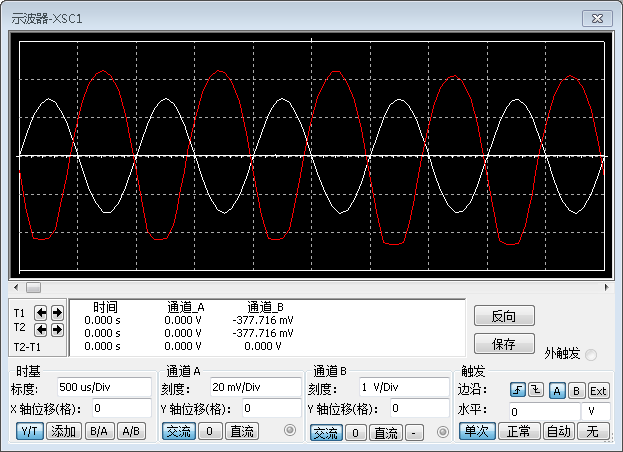 示波器-XSC1
时间 通道_A 通道_B
T1 0.000 s 0.000 V -377.716 mV
T2 0.000 s 0.000 V -377.716 mV
T2-T1 0.000 s 0.000 V 0.000 V
反向
保存
外触发
时基
标度: 500 us/Div
X 轴位移(格): 0
Y/T 添加 B/A A/B
通道 A
刻度: 20 mV/Div
Y 轴位移(格): 0
交流 0 直流
通道 B
刻度: 1 V/Div
Y 轴位移(格): 0
交流 0 直流 -
触发
边沿: A B Ext
水平: 0 V
单次 正常 自动 无